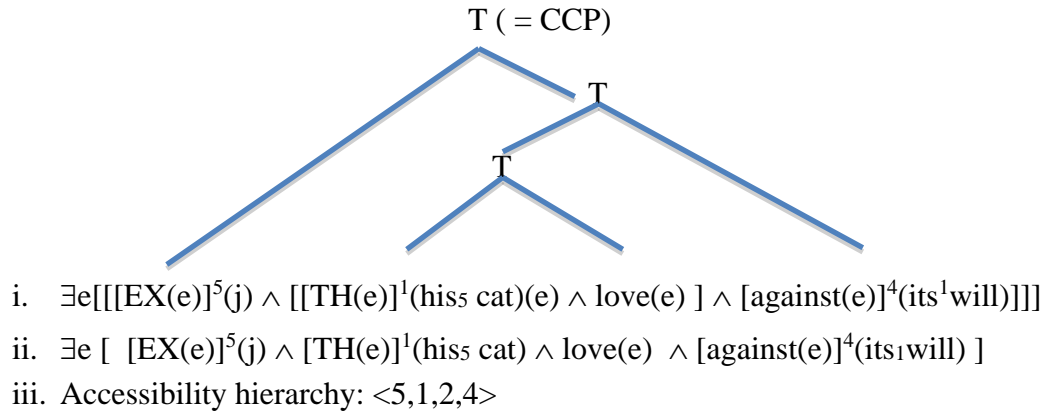 T ( = CCP)
T
T
i. ∃e[[[EX(e)]⁵(j) ∧ [[TH(e)]¹(his₅ cat)(e) ∧ love(e) ] ∧ [against(e)]⁴(its¹will)]]]
ii. ∃e [ [EX(e)]⁵(j) ∧ [TH(e)]¹(his₅ cat) ∧ love(e) ∧ [against(e)]⁴(its₁will) ]
iii. Accessibility hierarchy: <5,1,2,4>